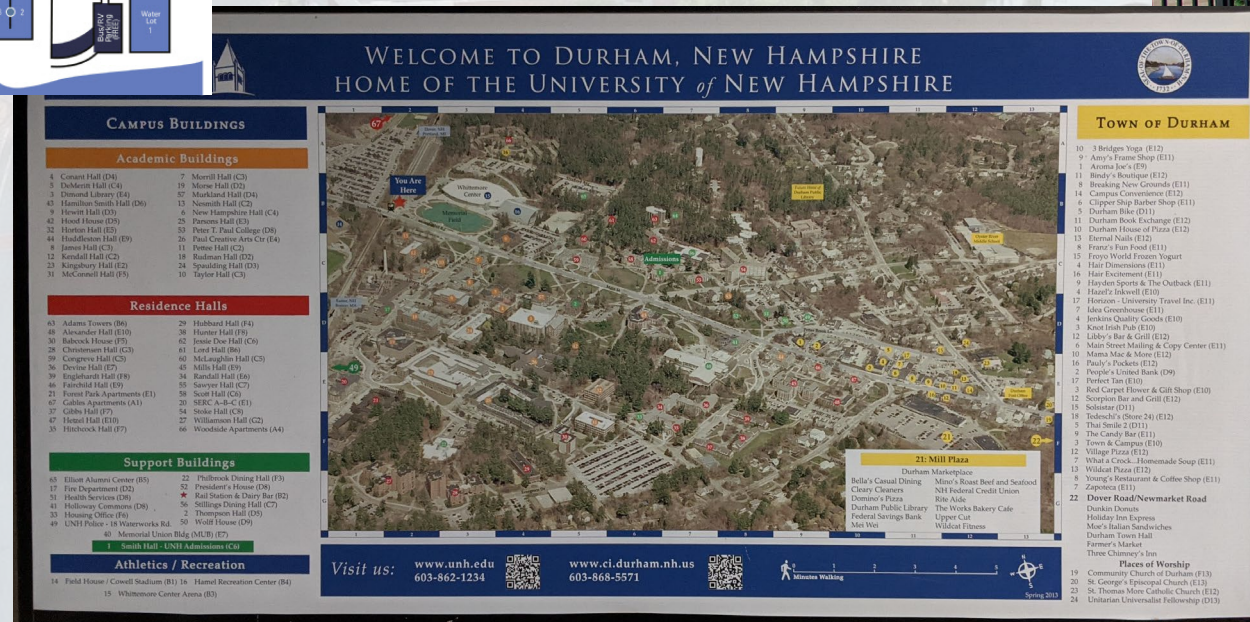 2
Bus/RV
Parking
(FREE)
Water
Lot
1
WELCOME TO DURHAM, NEW HAMPSHIRE
HOME OF THE UNIVERSITY of NEW HAMPSHIRE
CAMPUS BUILDINGS
Academic Buildings
4 Conant Hall (D4)
5 DeMeritt Hall (C4)
3 Dimond Library (E4)
43 Hamilton Smith Hall (D6)
9 Hewitt Hall (D3)
42 Hood House (D5)
32 Horton Hall (E5)
44 Huddleston Hall (E9)
8 James Hall (C3)
12 Kendall Hall (C2)
23 Kingsbury Hall (E2)
31 McConnell Hall (F5)
7 Morrill Hall (C3)
19 Morse Hall (D2)
57 Murkland Hall (D4)
13 Nesmith Hall (C2)
6 New Hampshire Hall (C4)
25 Parsons Hall (E3)
53 Peter T. Paul College (D8)
26 Paul Creative Arts Ctr (E4)
11 Pettee Hall (C2)
18 Rudman Hall (D2)
24 Spaulding Hall (D3)
10 Taylor Hall (C3)
Residence Halls
63 Adams Towers (B6)
48 Alexander Hall (E10)
30 Babcock House (F5)
28 Christensen Hall (G3)
59 Congreve Hall (C5)
36 Devine Hall (E7)
39 Englehardt Hall (F8)
46 Fairchild Hall (E9)
21 Forest Park Apartments (E1)
67 Gables Apartments (A1)
37 Gibbs Hall (F7)
47 Hetzel Hall (E10)
35 Hitchcock Hall (F7)
29 Hubbard Hall (F4)
38 Hunter Hall (F9)
62 Jessie Doe Hall (C6)
61 Lord Hall (B6)
60 McLaughlin Hall (C5)
45 Mills Hall (E9)
34 Randall Hall (E6)
55 Sawyer Hall (C7)
58 Scott Hall (C6)
20 SERC A-B-C (E1)
54 Stoke Hall (C8)
27 Williamson Hall (G2)
66 Woodside Apartments (A4)
Support Buildings
65 Elliott Alumni Center (B5)
17 Fire Department (D2)
51 Health Services (D8)
41 Holloway Commons (D8)
33 Housing Office (F6)
49 UNH Police - 18 Waterworks Rd.
22 Philbrook Dining Hall (F3)
52 President's House (D8)
Rail Station & Dairy Bar (B2)
56 Stillings Dining Hall (C7)
2 Thompson Hall (D5)
50 Wolff House (D9)
40 Memorial Union Bldg (MUB) (E7)
1 Smith Hall - UNH Admissions (C6)
Athletics / Recreation
14 Field House / Cowell Stadium (B1)
16 Hamel Recreation Center (B4)
15 Whittemore Center Arena (B3)
67
You Are
Here
Whittemore
Center
Memorial
Field
Admissions
49
21
22
21: Mill Plaza
Durham Marketplace
Bella's Casual Dining
Cleary Cleaners
Domino's Pizza
Durham Public Library
Federal Savings Bank
Mei Wei
Mino's Roast Beef and Seafood
NH Federal Credit Union
Rite Aide
The Works Bakery Cafe
Upper Cut
Wildcat Fitness
Visit us:
www.unh.edu
603-862-1234
www.ci.durham.nh.us
603-868-5571
0 1 2 3 4 5
Minutes Walking
Spring 2013
TOWN OF DURHAM
10 3 Bridges Yoga (E12)
9 Amy's Frame Shop (E11)
1 Aroma Joe's (E9)
11 Bindy's Boutique (E12)
8 Breaking New Grounds (E11)
14 Campus Convenience (E12)
6 Clipper Ship Barber Shop (E11)
5 Durham Bike (D11)
11 Durham Book Exchange (E12)
10 Durham House of Pizza (E12)
13 Eternal Nails (E12)
8 Franz's Fun Food (E11)
15 Froyo World Frozen Yogurt
4 Hair Dimensions (E11)
16 Hair Excitement (E11)
9 Hayden Sports & The Outback (E11)
4 Hazel'z Inkwell (E10)
17 Horizon - University Travel Inc. (E11)
7 Idea Greenhouse (E11)
4 Jenkins Quality Goods (E10)
3 Knot Irish Pub (E10)
12 Libby's Bar & Grill (E12)
6 Main Street Mailing & Copy Center (E11)
10 Mama Mac & More (E12)
16 Pauly's Pockets (E12)
2 People's United Bank (D9)
17 Perfect Tan (E10)
3 Red Carpet Flower & Gift Shop (E10)
12 Scorpion Bar and Grill (E12)
15 Solsistar (D11)
18 Tedeschi's (Store 24) (E12)
5 Thai Smile 2 (D11)
9 The Candy Bar (E11)
3 Town & Campus (E10)
12 Village Pizza (E12)
7 What a Crock...Homemade Soup (E11)
13 Wildcat Pizza (E12)
8 Young's Restaurant & Coffee Shop (E11)
7 Zapoteca (E11)
22 Dover Road/Newmarket Road
Dunkin Donuts
Holiday Inn Express
Moe's Italian Sandwiches
Durham Town Hall
Farmer's Market
Three Chimney's Inn
Places of Worship
19 Community Church of Durham (F13)
20 St. George's Episcopal Church (E13)
23 St. Thomas More Catholic Church (E12)
24 Unitarian Universalist Fellowship (D13)